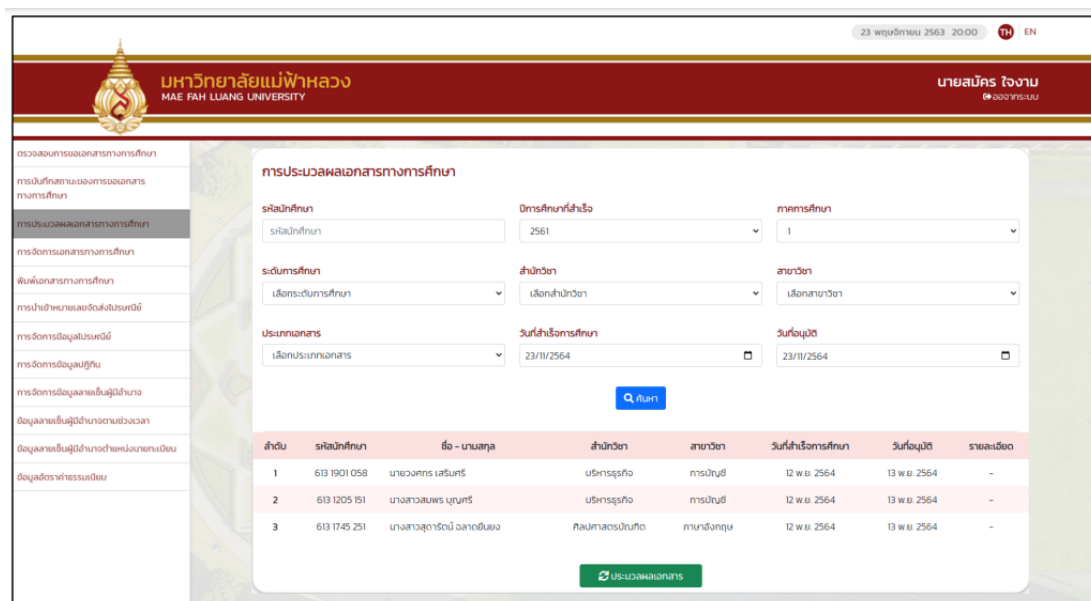 23 พฤษจิกายน 2563 20:00 TH EN
มหาวิทยาลัยแม่ฟ้าหลวง
MAE FAH LUANG UNIVERSITY
นายสมัคร ใจงาม
ออจากระบบ
ตรวจสอบการขอเอกสารทางการศึกษา
การบันทึกสถานะของการขอเอกสาร
ทางการศึกษา
การประมวลผลเอกสารทางการศึกษา
การจัดการเอกสารทางการศึกษา
พิมพ์เอกสารทางการศึกษา
การนำเข้าหมายเลขจัดส่งไปรษณีย์
การจัดการข้อมูลไปรษณีย์
การจัดการข้อมูลปฏิทิน
การจัดการข้อมูลลายเซ็นผู้มีอำนาจ
ข้อมูลลายเซ็นผู้มีอำนาจตามช่วงเวลา
ข้อมูลลายเซ็นผู้มีอำนาจตำแหน่งนายทะเบียน
ข้อมูลอัตราค่าธรรมเนียม
การประมวลผลเอกสารทางการศึกษา
รหัสนักศึกษา ปีการศึกษาที่สำเร็จ ภาคการศึกษา
รหัสนักศึกษา 2561 1
ระดับการศึกษา สำนักวิชา สาขาวิชา
เลือกระดับการศึกษา เลือกสำนักวิชา เลือกสาขาวิชา
ประเภทเอกสาร วันที่สำเร็จการศึกษา วันที่อนุมัติ
เลือกประเภทเอกสาร 23/11/2564 23/11/2564
ค้นหา
ลำดับ รหัสนักศึกษา ชื่อ - นามสกุล สำนักวิชา สาขาวิชา วันที่สำเร็จการศึกษา วันที่อนุมัติ รายละเอียด
1 613 1901 058 นายวงศกร เสริมศรี บริหารธุรกิจ การบัญชี 12 พ.ย. 2564 13 พ.ย. 2564 -
2 613 1205 151 นางสาวสมพร บุญศรี บริหารธุรกิจ การบัญชี 12 พ.ย. 2564 13 พ.ย. 2564 -
3 613 1745 251 นางสาวสุดารัตน์ ฉลาดยืนยง ศิลปศาสตรบัณฑิต ภาษาอังกฤษ 12 พ.ย. 2564 13 พ.ย. 2564 -
ประมวลผลเอกสาร